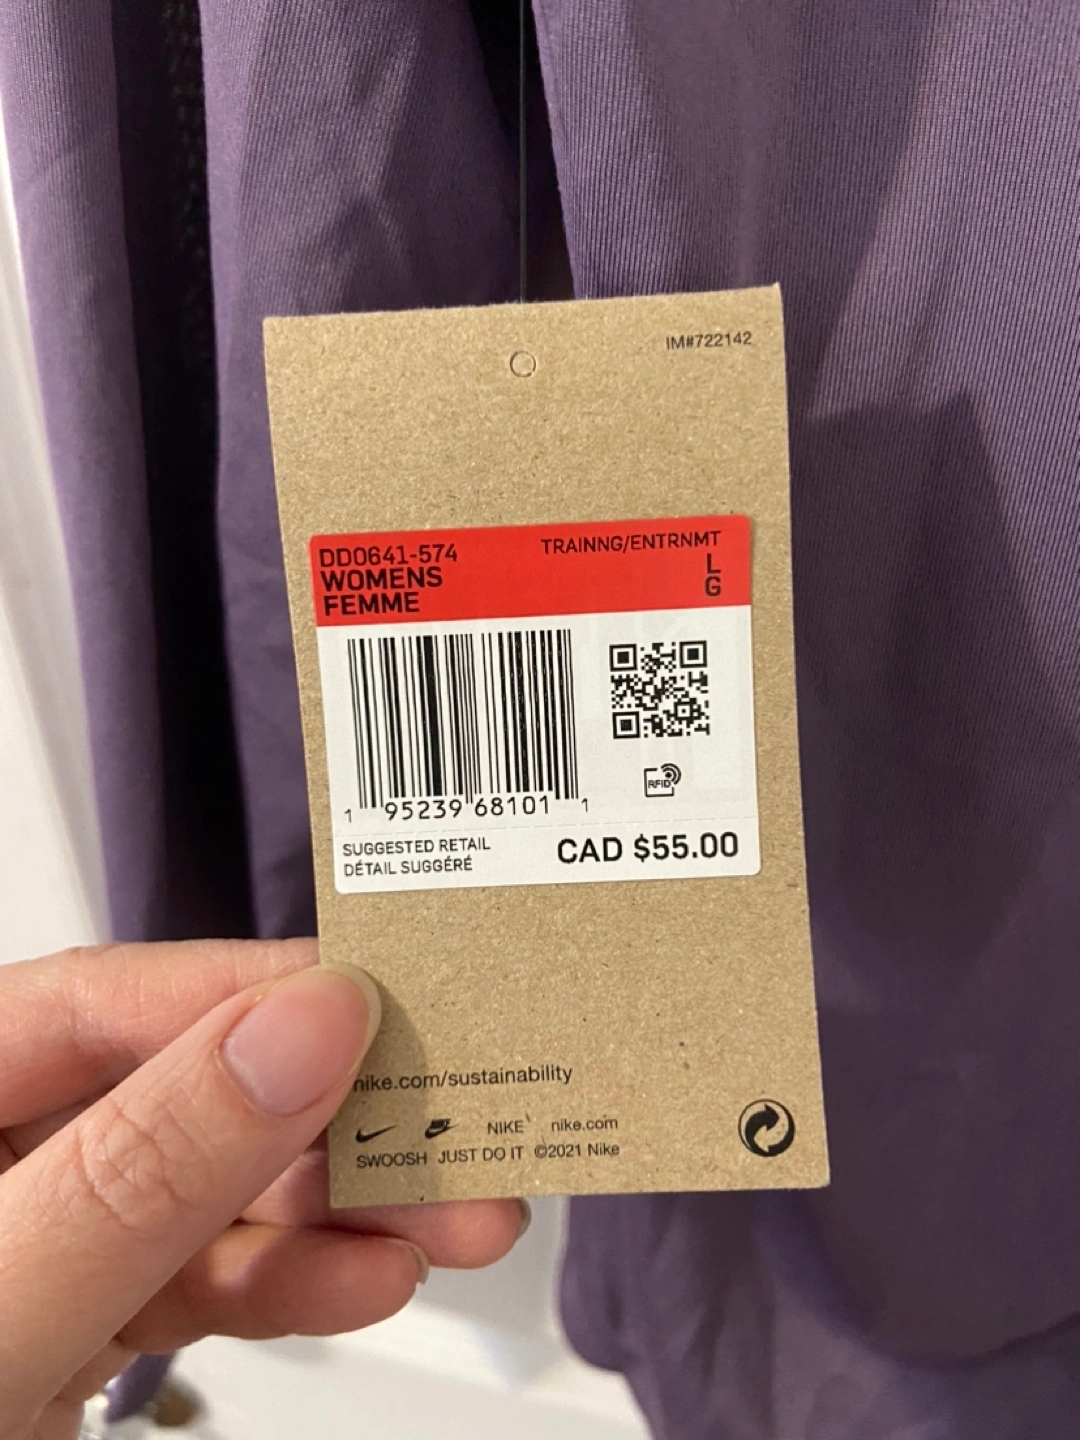 IM#722142
DD0641-574
TRAINNG/ENTRNMT
WOMENS
L
FEMME
G
RFID
1 95239 68101 1
SUGGESTED RETAIL
DÉTAIL SUGGÉRÉ
CAD $55.00
nike.com/sustainability
NIKE nike.com
SWOOSH JUST DO IT ©2021 Nike